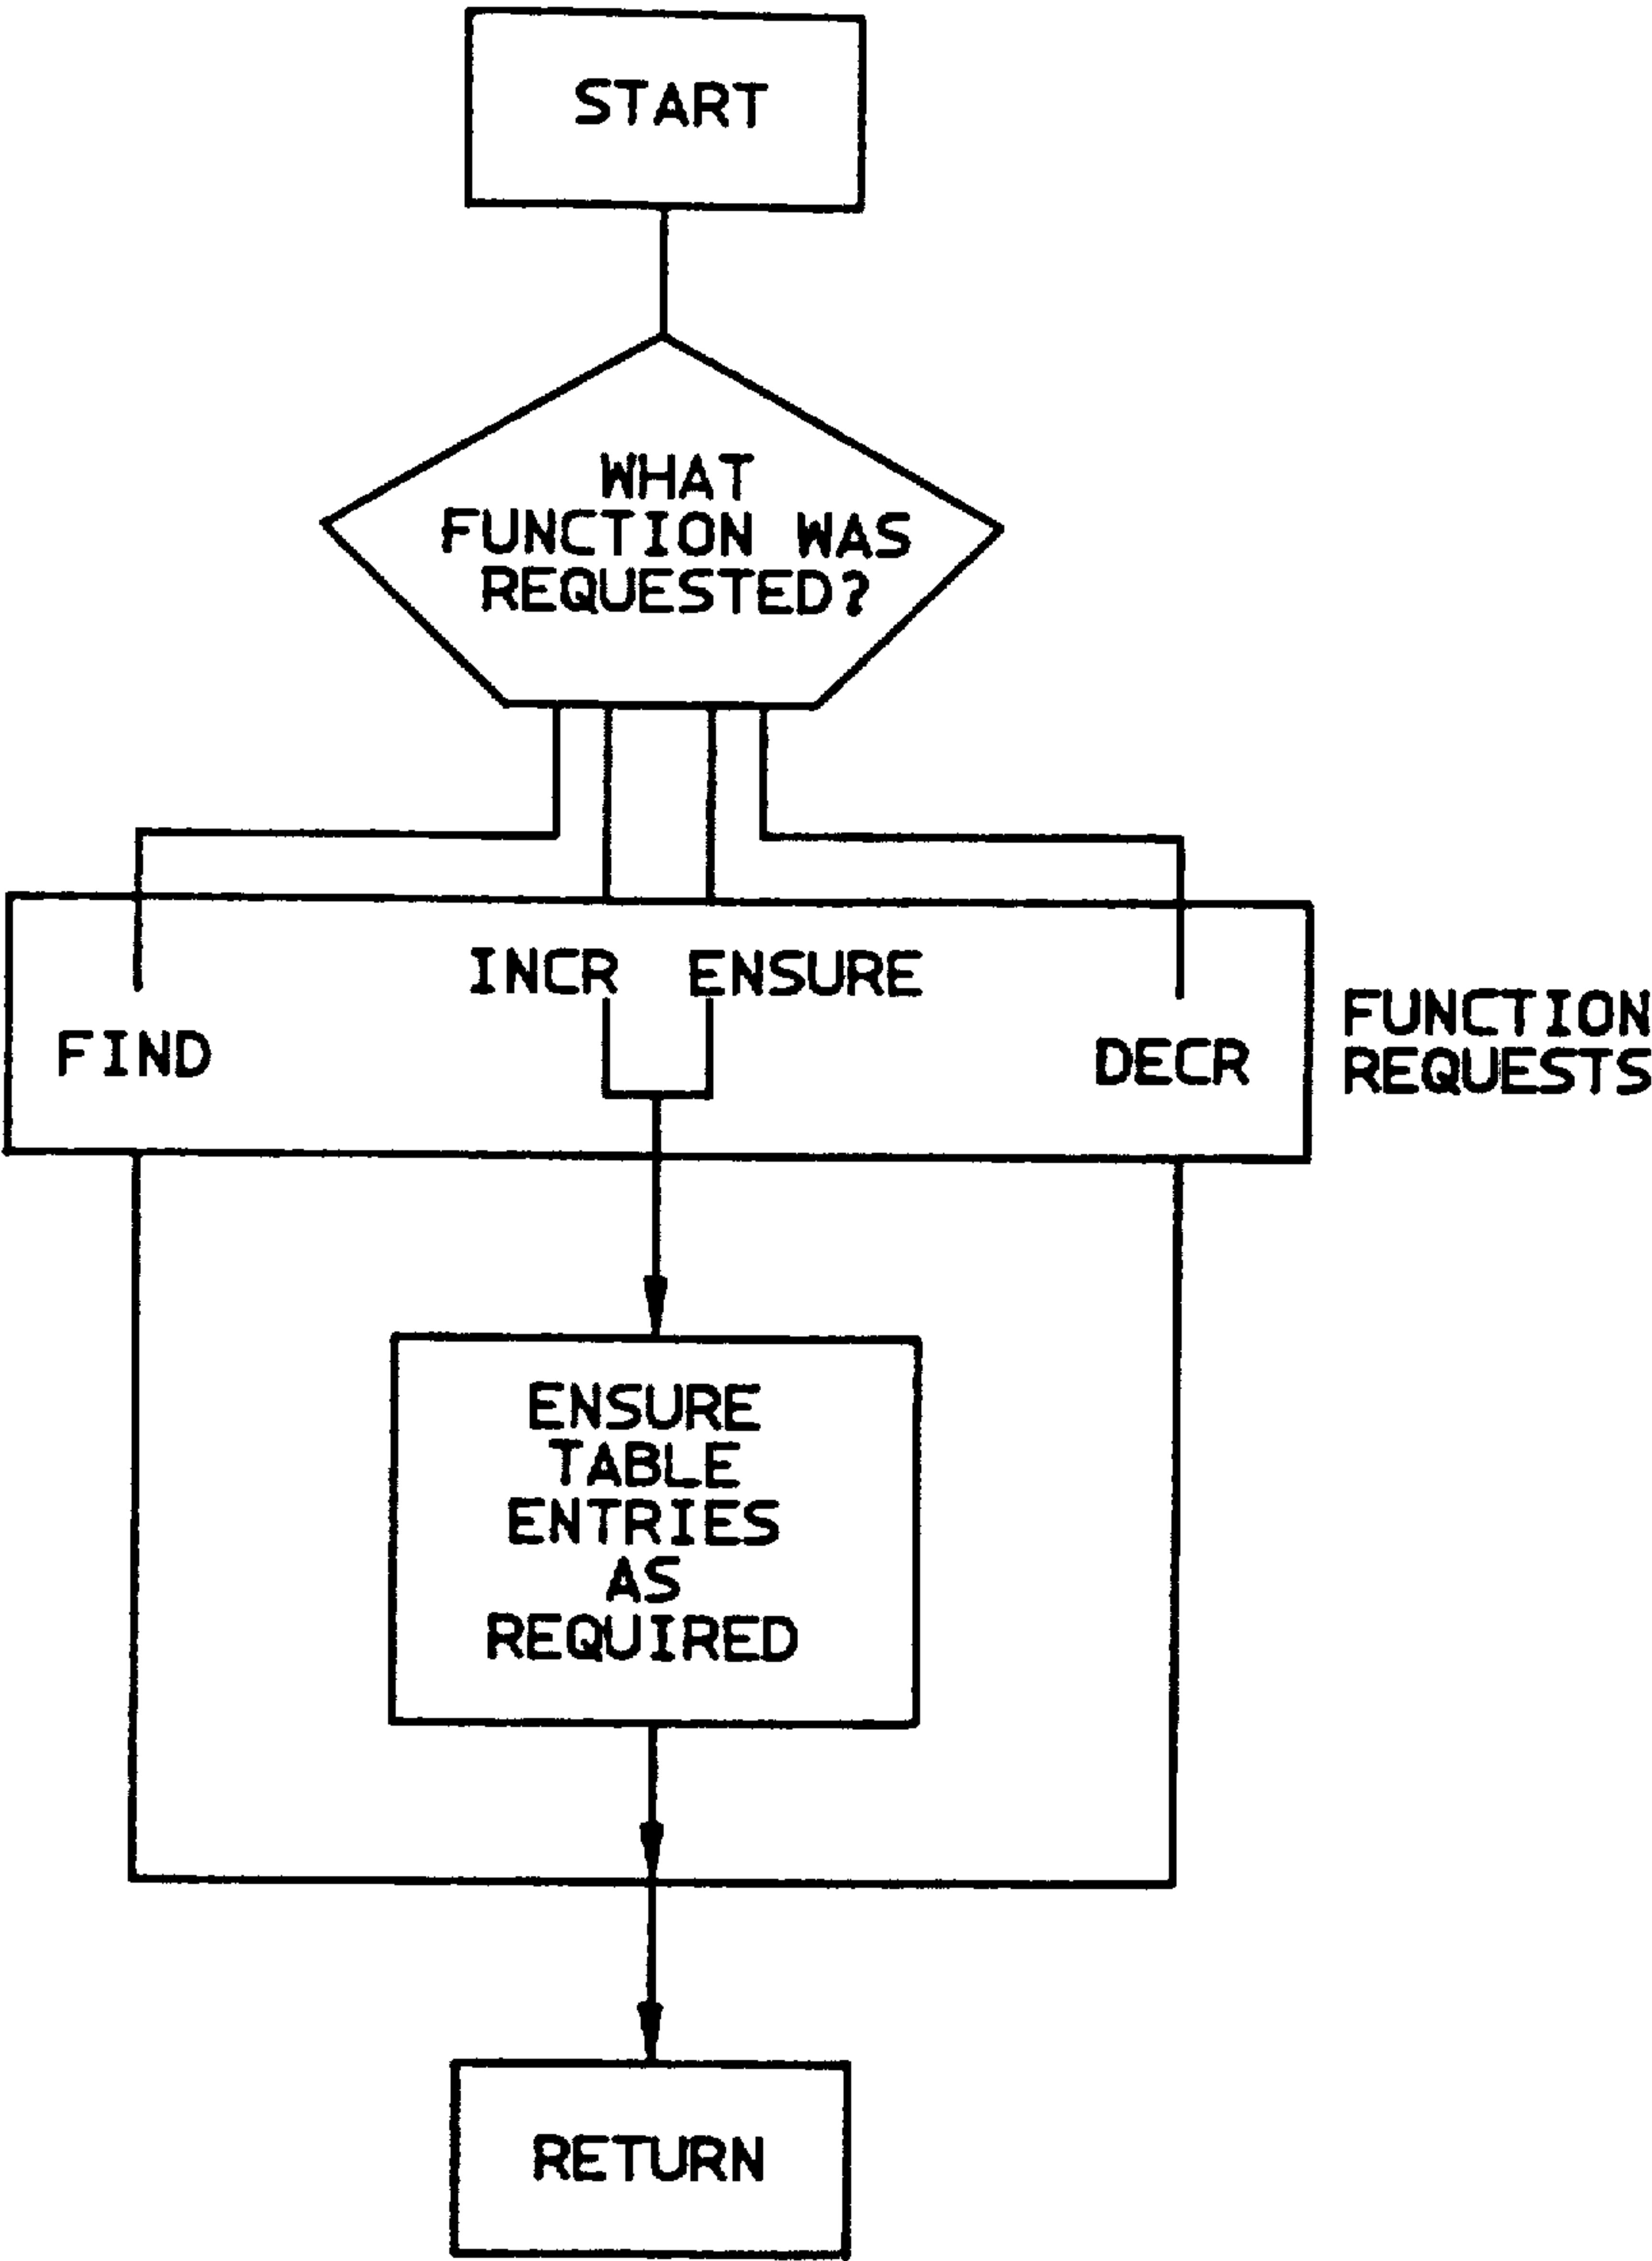 START
WHAT
FUNCTION WAS
REQUESTED?
INCR ENSURE
FIND
DECR
FUNCTION
REQUESTS
ENSURE
TABLE
ENTRIES
AS
REQUIRED
RETURN